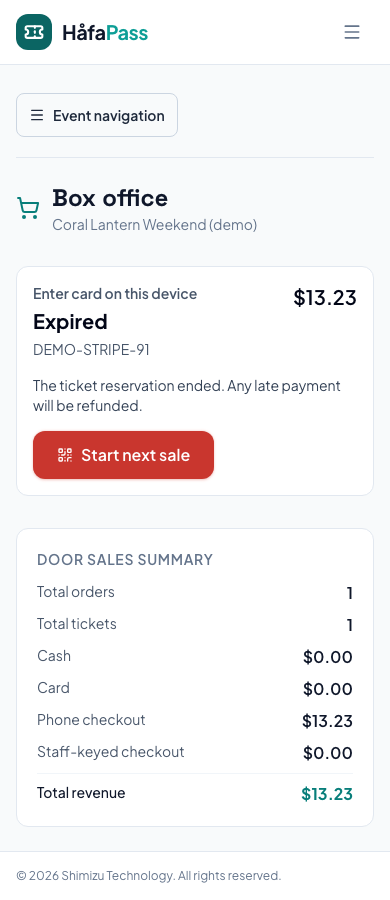 HåfaPass
Event navigation
Box office
Coral Lantern Weekend (demo)
Enter card on this device
$13.23
Expired
DEMO-STRIPE-91
The ticket reservation ended. Any late payment
will be refunded.
Start next sale
DOOR SALES SUMMARY
Total orders 1
Total tickets 1
Cash $0.00
Card $0.00
Phone checkout $13.23
Staff-keyed checkout $0.00
Total revenue $13.23
© 2026 Shimizu Technology. All rights reserved.